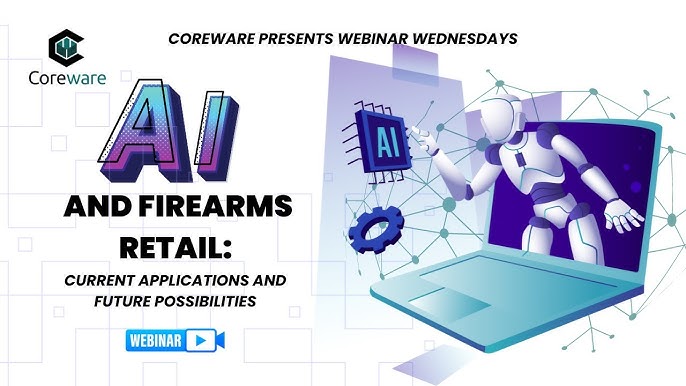 COREWARE PRESENTS WEBINAR WEDNESDAYS
Coreware
AI
AND FIREARMS
RETAIL:
CURRENT APPLICATIONS AND
FUTURE POSSIBILITIES
WEBINAR
AI